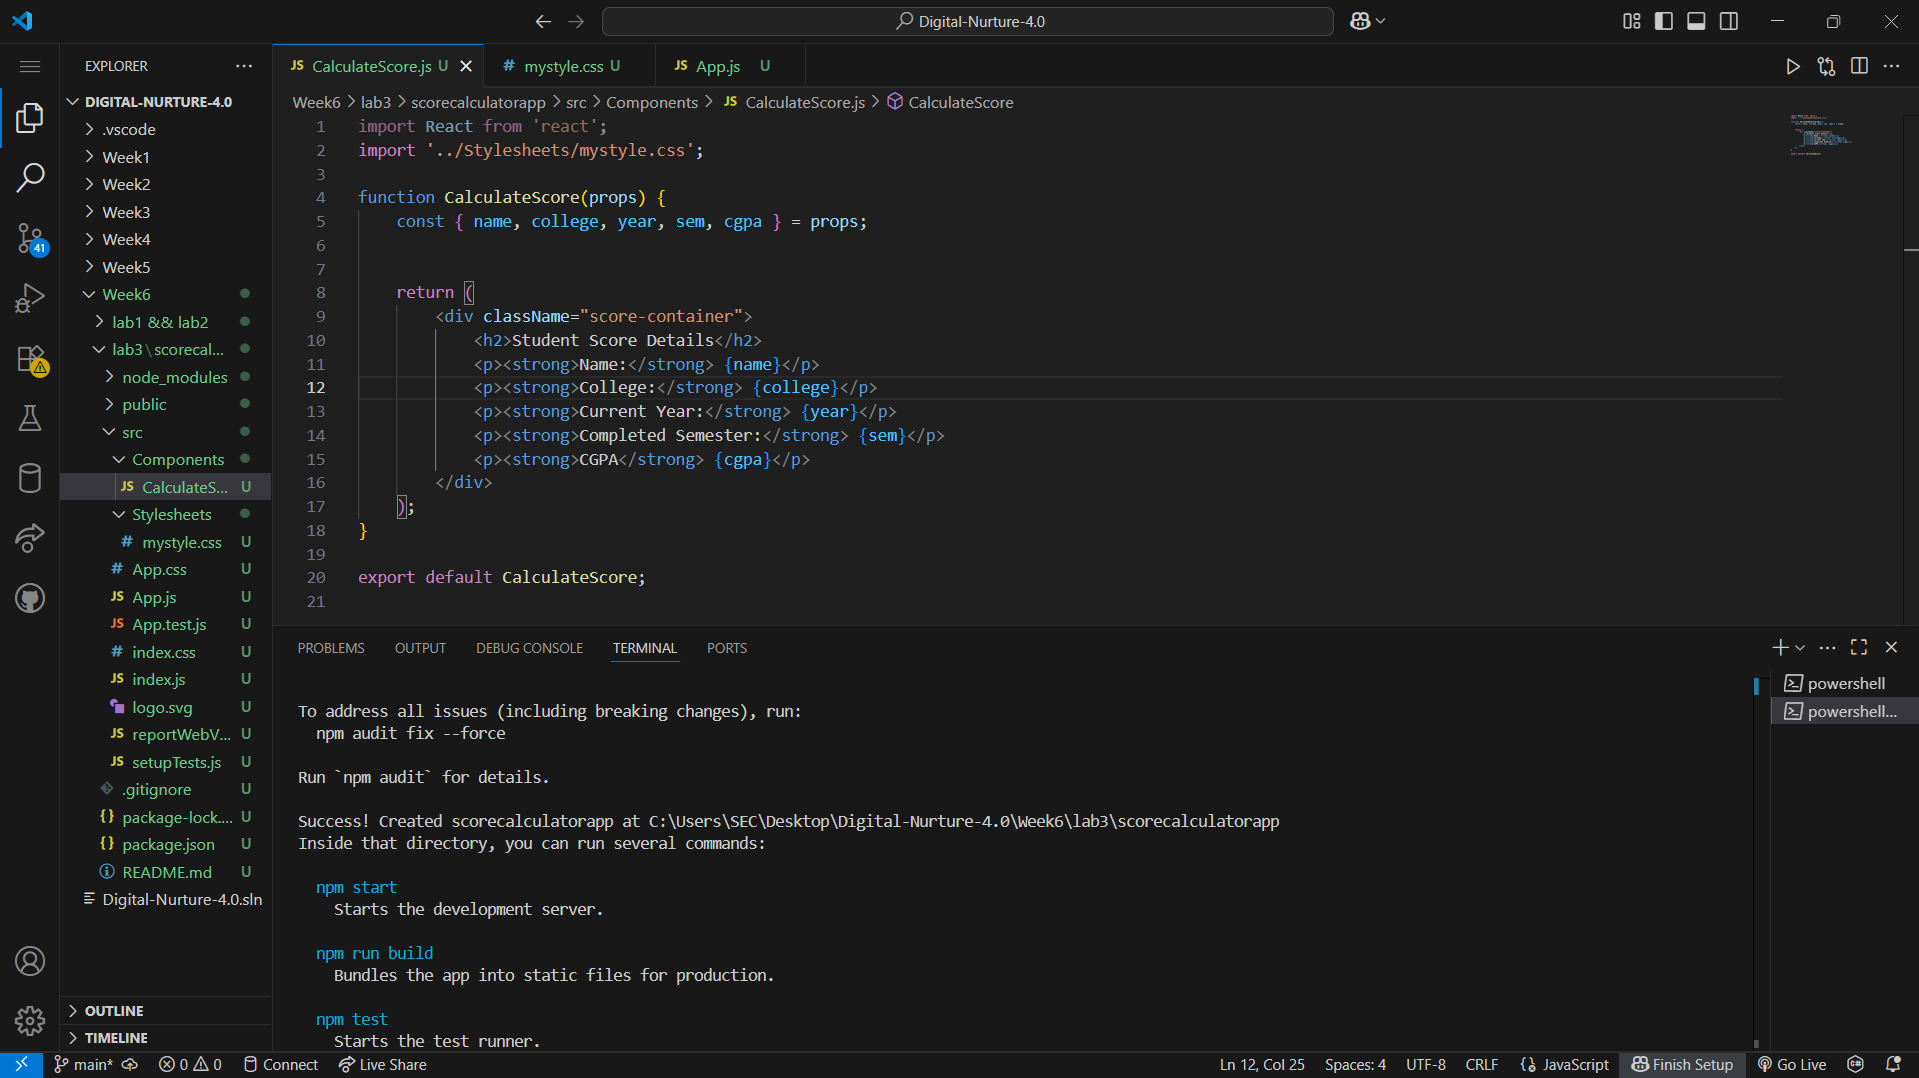 Digital-Nurture-4.0
EXPLORER
DIGITAL-NURTURE-4.0
.vscode
Week1
Week2
Week3
Week4
Week5
Week6
lab1 && lab2
lab3\scorecal...
node_modules
public
src
Components
JS CalculateS... U
Stylesheets
# mystyle.css U
# App.css U
JS App.js U
JS App.test.js U
# index.css U
JS index.js U
logo.svg U
JS reportWebV... U
JS setupTests.js U
.gitignore U
{} package-lock.... U
{} package.json U
README.md U
Digital-Nurture-4.0.sln
OUTLINE
TIMELINE
41
JS CalculateScore.js U
# mystyle.css U
JS App.js U
Week6 > lab3 > scorecalculatorapp > src > Components > JS CalculateScore.js > CalculateScore
1 import React from 'react';
2 import '../Stylesheets/mystyle.css';
3
4 function CalculateScore(props) {
5 const { name, college, year, sem, cgpa } = props;
6
7
8 return (
9 <div className="score-container">
10 <h2>Student Score Details</h2>
11 <p><strong>Name:</strong> {name}</p>
12 <p><strong>College:</strong> {college}</p>
13 <p><strong>Current Year:</strong> {year}</p>
14 <p><strong>Completed Semester:</strong> {sem}</p>
15 <p><strong>CGPA</strong> {cgpa}</p>
16 </div>
17 );
18 }
19
20 export default CalculateScore;
21
PROBLEMS OUTPUT DEBUG CONSOLE TERMINAL PORTS
powershell
powershell...
To address all issues (including breaking changes), run:
npm audit fix --force
Run `npm audit` for details.
Success! Created scorecalculatorapp at C:\Users\SEC\Desktop\Digital-Nurture-4.0\Week6\lab3\scorecalculatorapp
Inside that directory, you can run several commands:
npm start
Starts the development server.
npm run build
Bundles the app into static files for production.
npm test
Starts the test runner.
main* 0 0 Connect Live Share Ln 12, Col 25 Spaces: 4 UTF-8 CRLF {} JavaScript Finish Setup Go Live